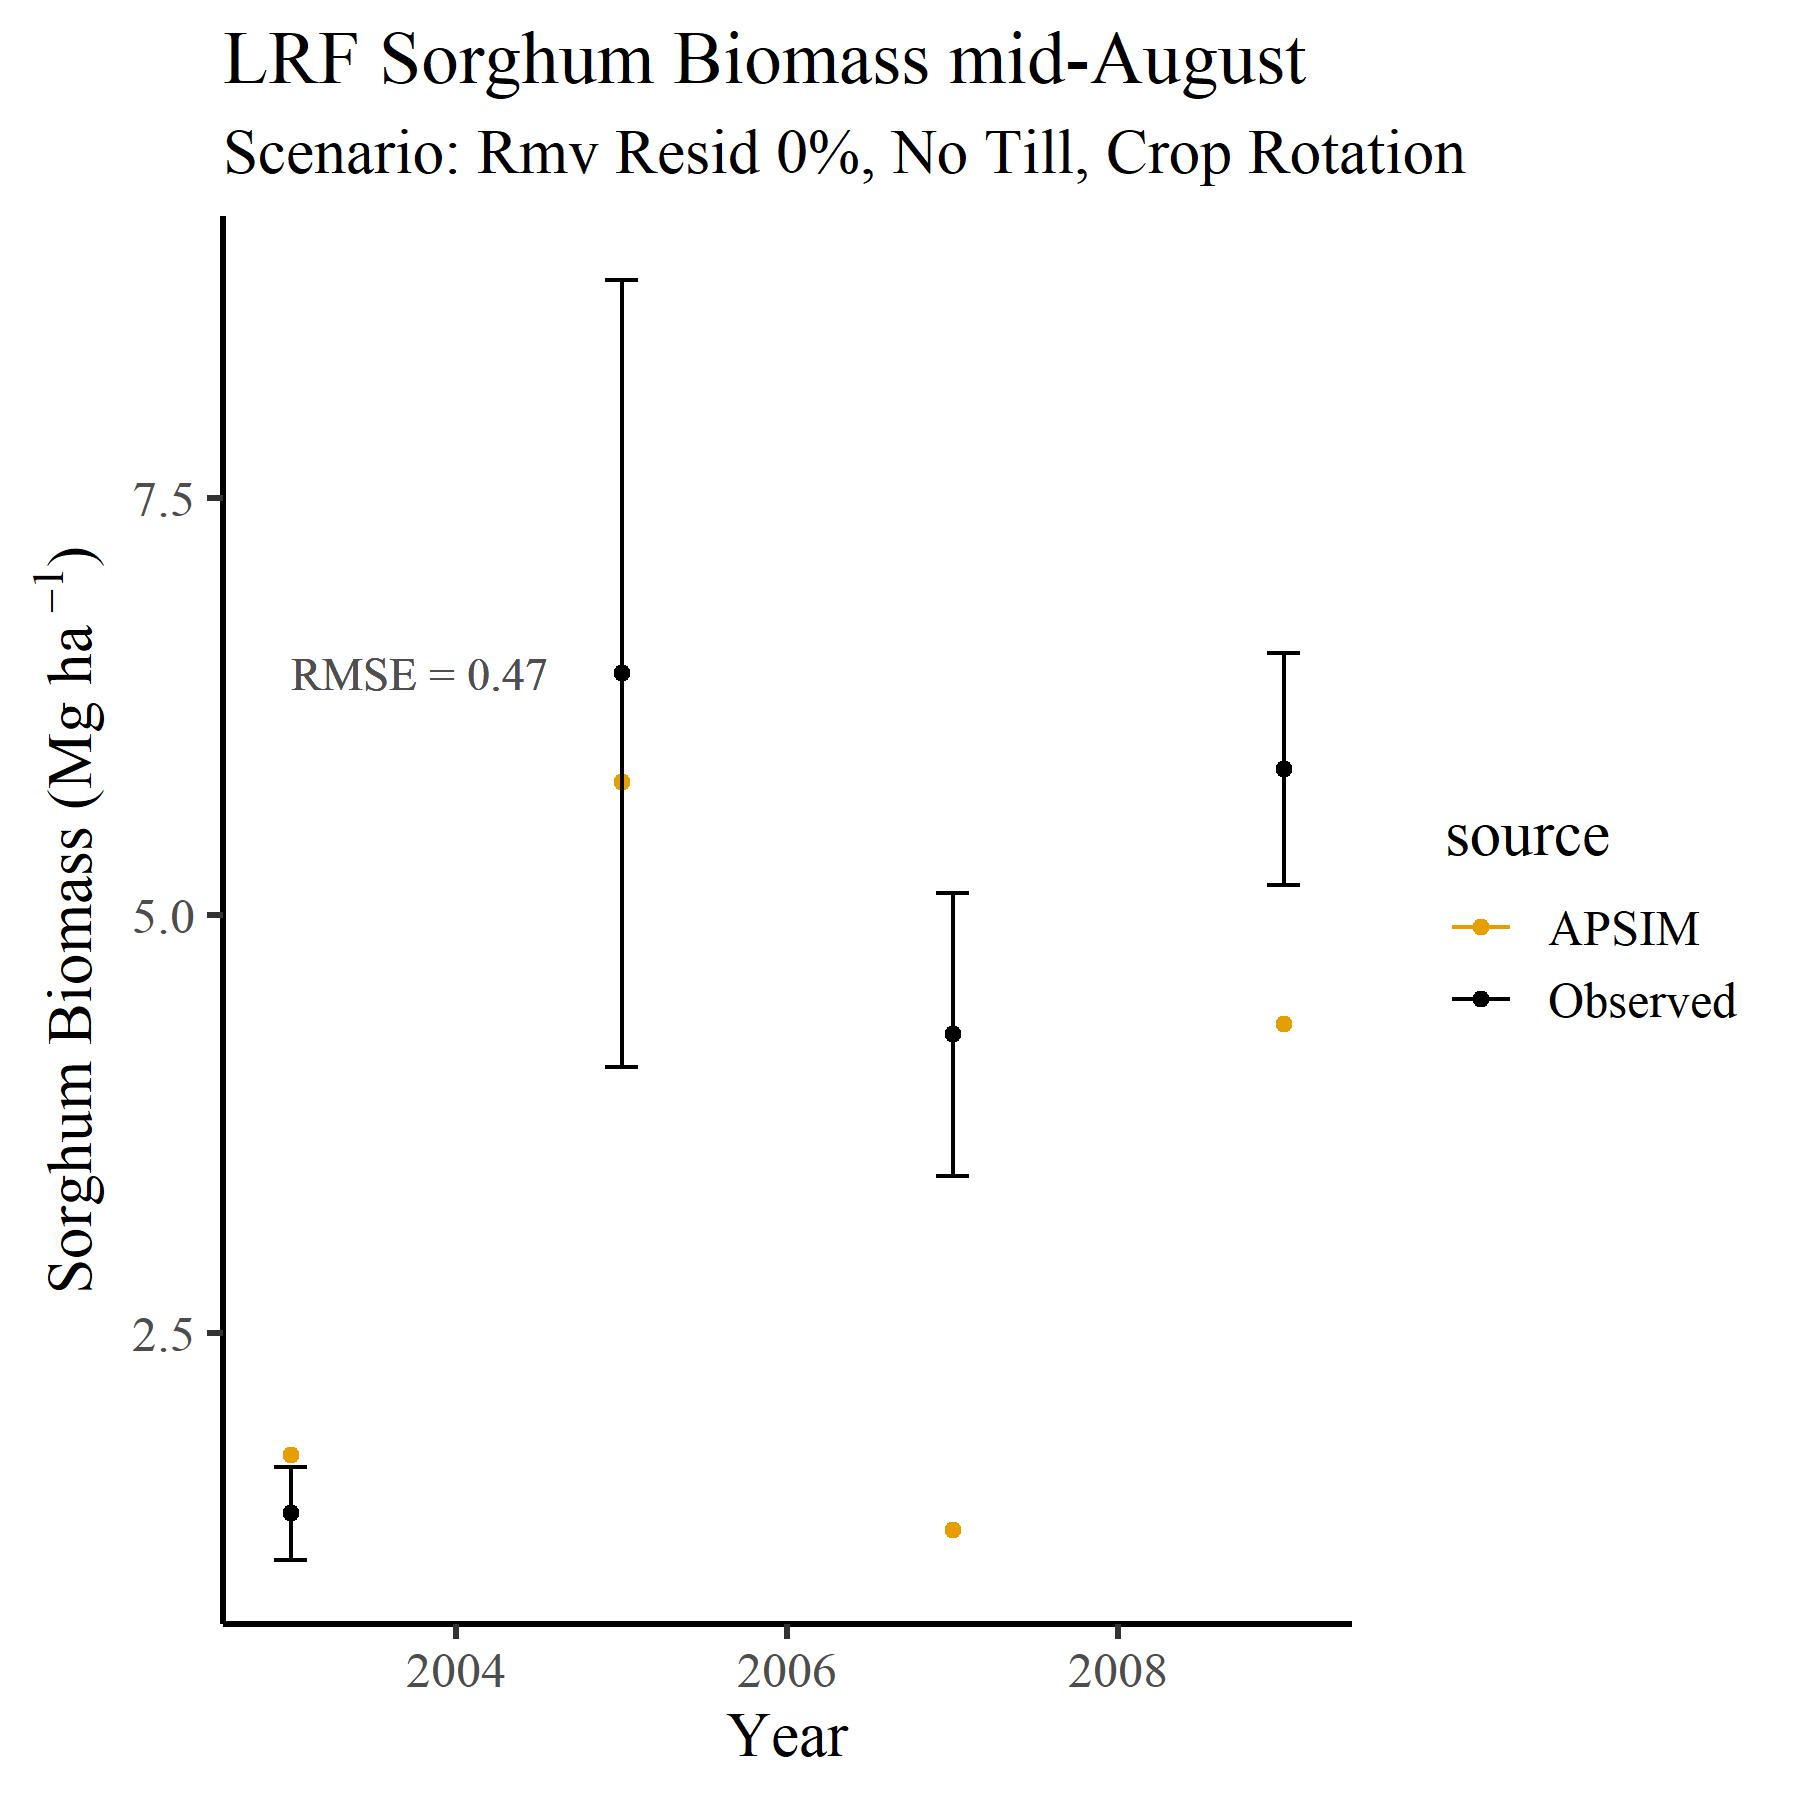 LRF Sorghum Biomass mid-August
Scenario: Rmv Resid 0%, No Till, Crop Rotation
Sorghum Biomass (Mg ha⁻¹)
7.5
5.0
2.5
RMSE = 0.47
2004 2006 2008
Year
source
APSIM
Observed